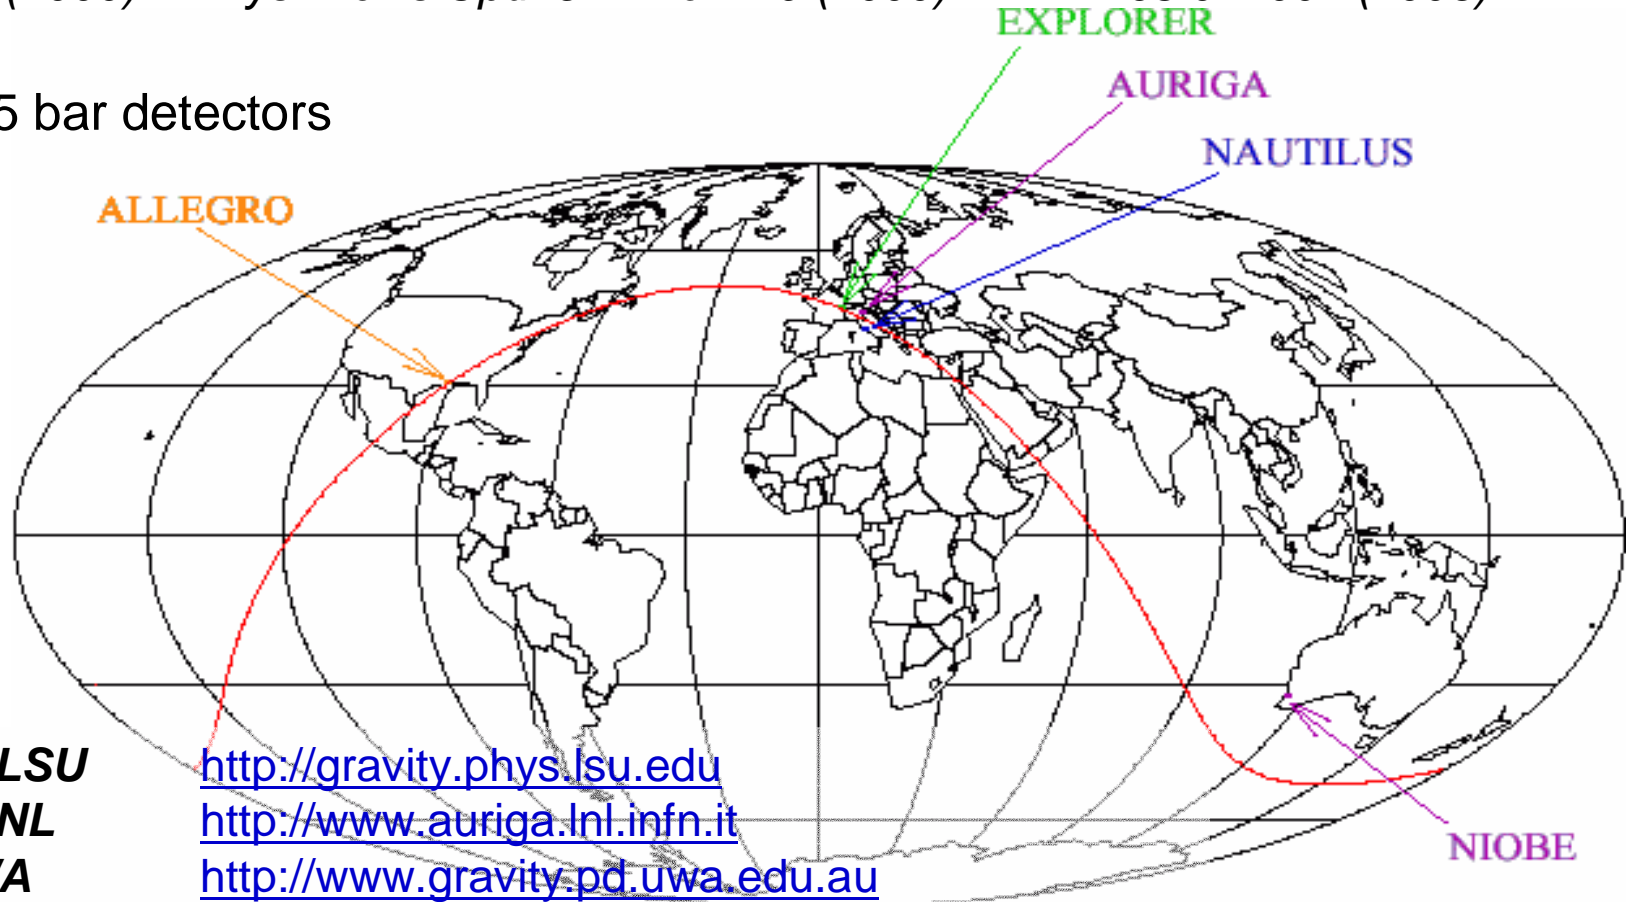 EXPLORER
AURIGA
5 bar detectors
NAUTILUS
ALLEGRO
LSU http://gravity.phys.lsu.edu
NL http://www.auriga.lnl.infn.it
NIOBE
VA http://www.gravity.pd.uwa.edu.au